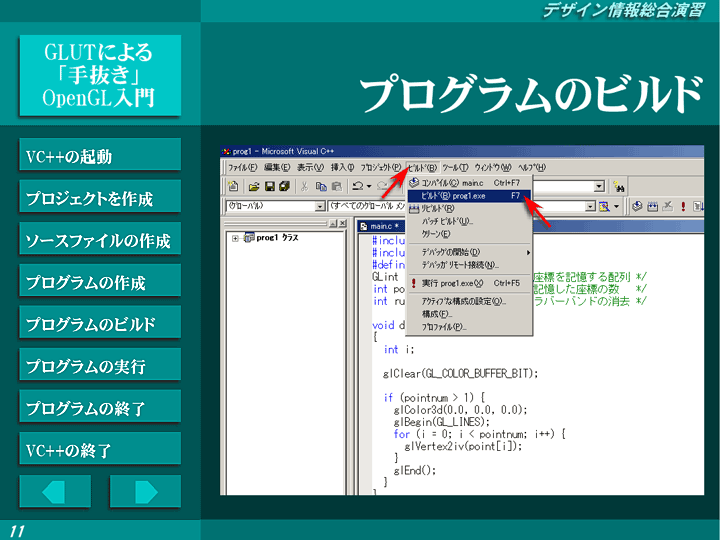 デザイン情報総合演習
GLUTによる
「手抜き」
OpenGL入門
プログラムのビルド
VC++の起動
プロジェクトを作成
ソースファイルの作成
プログラムの作成
プログラムのビルド
プログラムの実行
プログラムの終了
VC++の終了
prog1 - Microsoft Visual C++
ファイル(F) 編集(E) 表示(V) 挿入(I) プロジェクト(P) ビルド(B) ツール(T) ウィンドウ(W) ヘルプ(H)
コンパイル(C) main.c Ctrl+F7
ビルド(B) prog1.exe F7
リビルド(R)
バッチ ビルド(U)...
クリーン(E)
デバッグの開始(D)
デバッガ リモート接続(N)...
実行 prog1.exe(X) Ctrl+F5
アクティブな構成の設定(O)...
構成(F)...
プロファイル(P)...
(グローバル) (すべてのグローバル メン
prog1 クラス
main.c *
#includ
#includ
#defin
GLint 座標を記憶する配列 */
int po 記憶した座標の数 */
int ru ラバーバンドの消去 */
void d
{
int i;
glClear(GL_COLOR_BUFFER_BIT);
if (pointnum > 1) {
glColor3d(0.0, 0.0, 0.0);
glBegin(GL_LINES);
for (i = 0; i < pointnum; i++) {
glVertex2iv(point[i]);
}
glEnd();
}
11